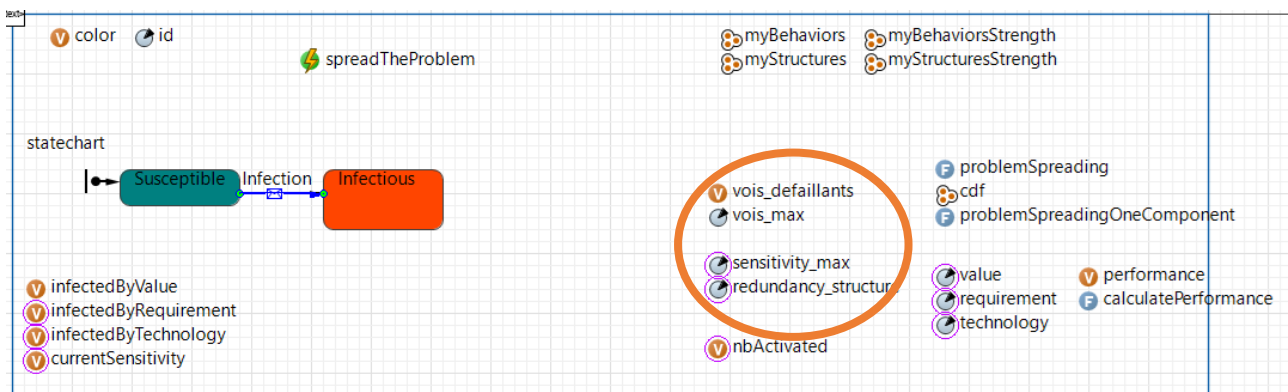 text
color id
spreadTheProblem
myBehaviors myBehaviorsStrength
myStructures myStructuresStrength
statechart
Susceptible Infection Infectious
problemSpreading
vois_defaillants cdf
vois_max problemSpreadingOneComponent
sensitivity_max
redundancy_structure
value performance
requirement calculatePerformance
technology
infectedByValue
infectedByRequirement
infectedByTechnology
currentSensitivity
nbActivated